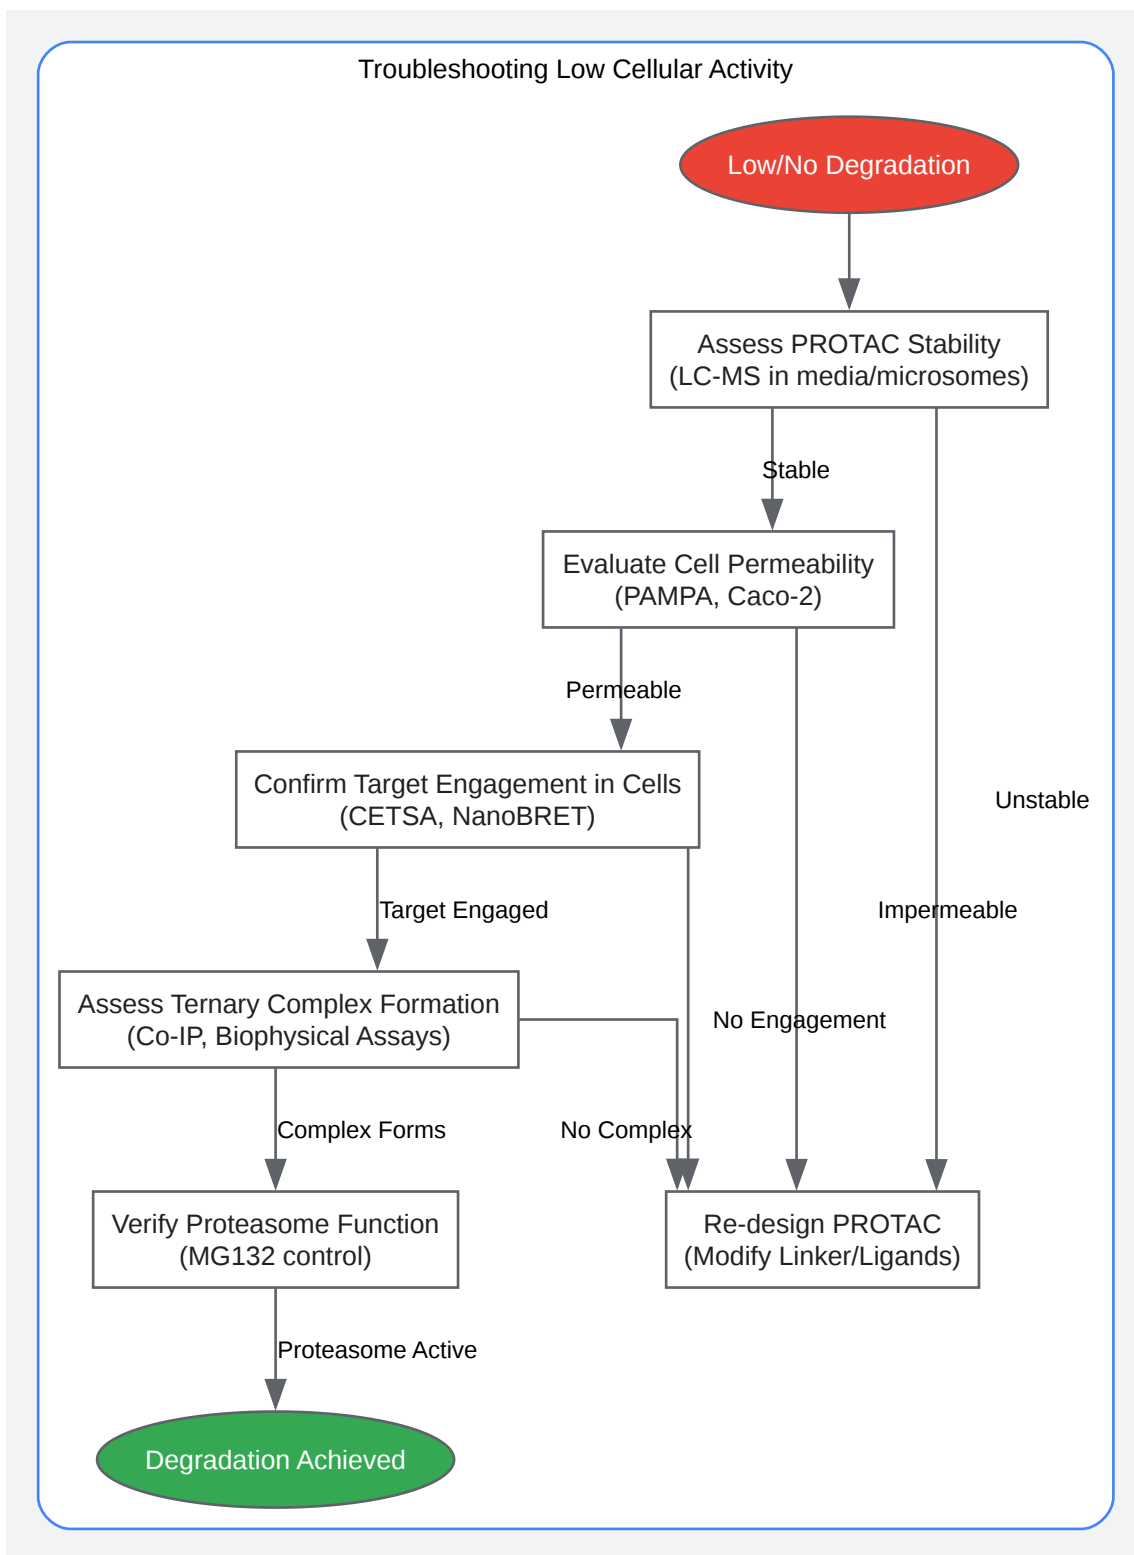 Troubleshooting Low Cellular Activity
Low/No Degradation
Assess PROTAC Stability
(LC-MS in media/microsomes)
Stable
Evaluate Cell Permeability
(PAMPA, Caco-2)
Permeable
Confirm Target Engagement in Cells
(CETSA, NanoBRET)
Unstable
Target Engaged
Impermeable
Assess Ternary Complex Formation
(Co-IP, Biophysical Assays)
No Engagement
Complex Forms
No Complex
Verify Proteasome Function
(MG132 control)
Re-design PROTAC
(Modify Linker/Ligands)
Proteasome Active
Degradation Achieved